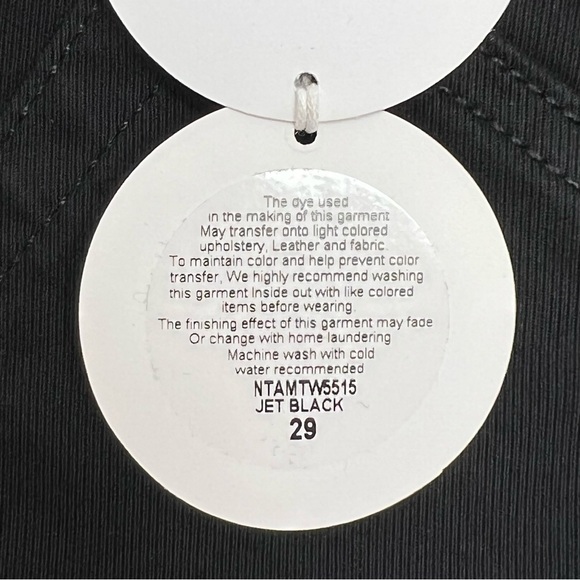 The dye used
in the making of this garment
May transfer onto light colored
upholstery, Leather and fabric.
To maintain color and help prevent color
transfer, We highly recommend washing
this garment Inside out with like colored
items before wearing.
The finishing effect of this garment may fade
Or change with home laundering
Machine wash with cold
water recommended
NTAMTW5515
JET BLACK
29